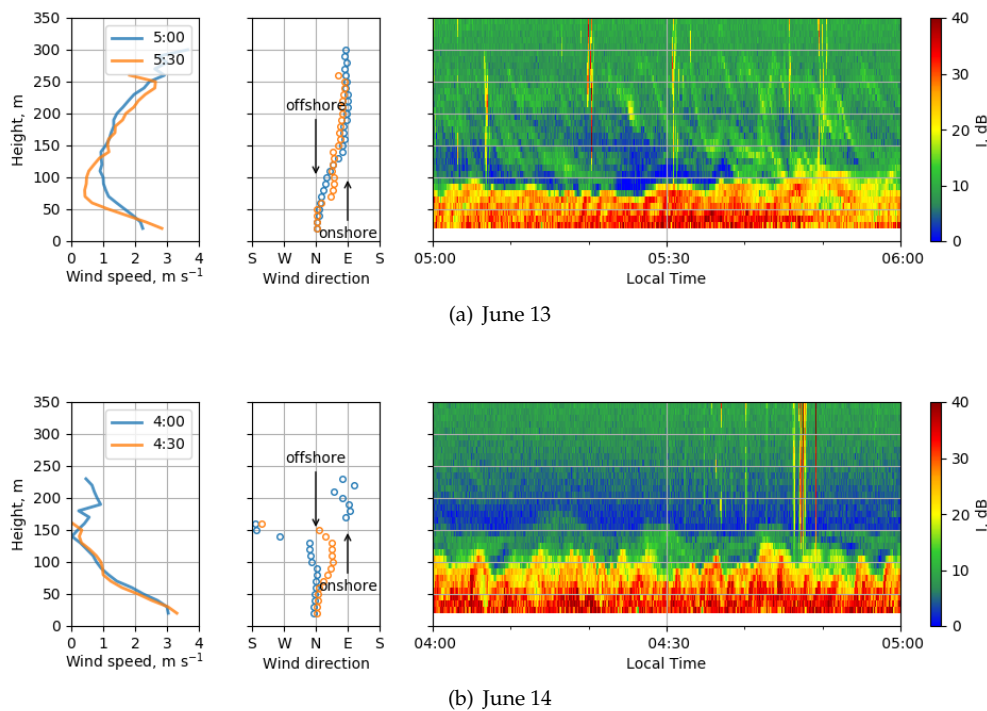 350
300
250
200
150
100
50
0
Height, m
5:00
5:30
0 1 2 3 4
Wind speed, m s⁻¹
offshore
onshore
S W N E S
Wind direction
05:00 05:30 06:00
Local Time
40
30
20
10
0
I, dB
(a) June 13
350
300
250
200
150
100
50
0
Height, m
4:00
4:30
0 1 2 3 4
Wind speed, m s⁻¹
offshore
onshore
S W N E S
Wind direction
04:00 04:30 05:00
Local Time
40
30
20
10
0
I, dB
(b) June 14